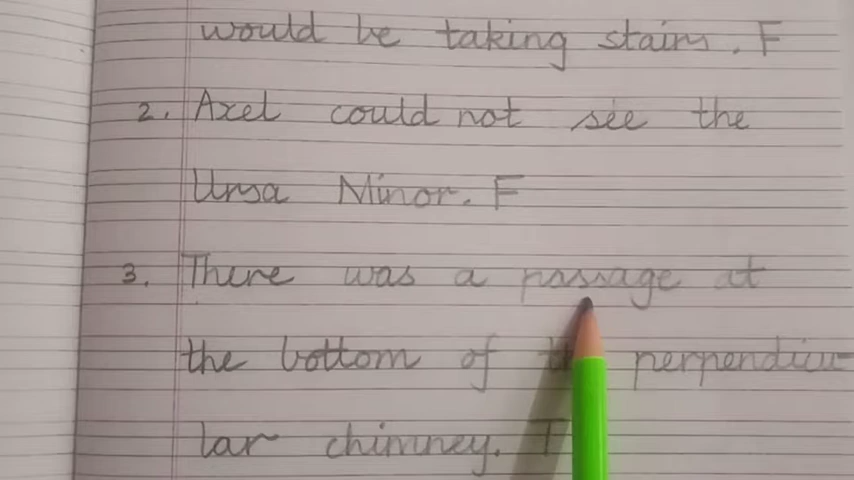 would be taking stairs. F
2. Axel could not see the
Ursa Minor. F
3. There was a passage at
the bottom of the perpendicu-
lar chimney. T